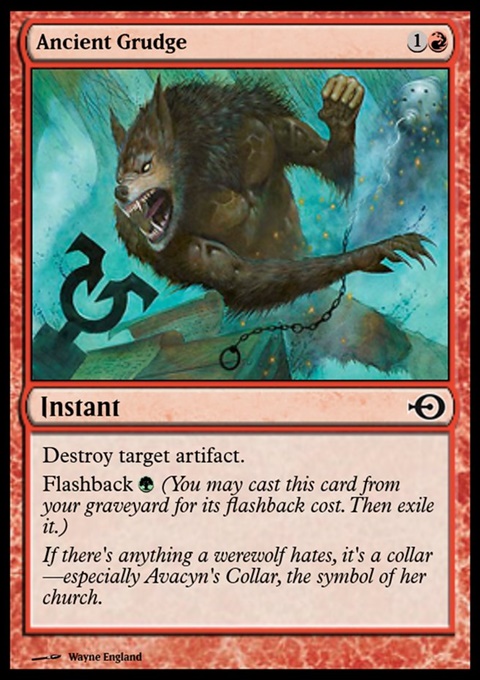 Ancient Grudge 1
Instant
Destroy target artifact.
Flashback (You may cast this card from
your graveyard for its flashback cost. Then exile
it.)
If there's anything a werewolf hates, it's a collar
—especially Avacyn's Collar, the symbol of her
church.
Wayne England